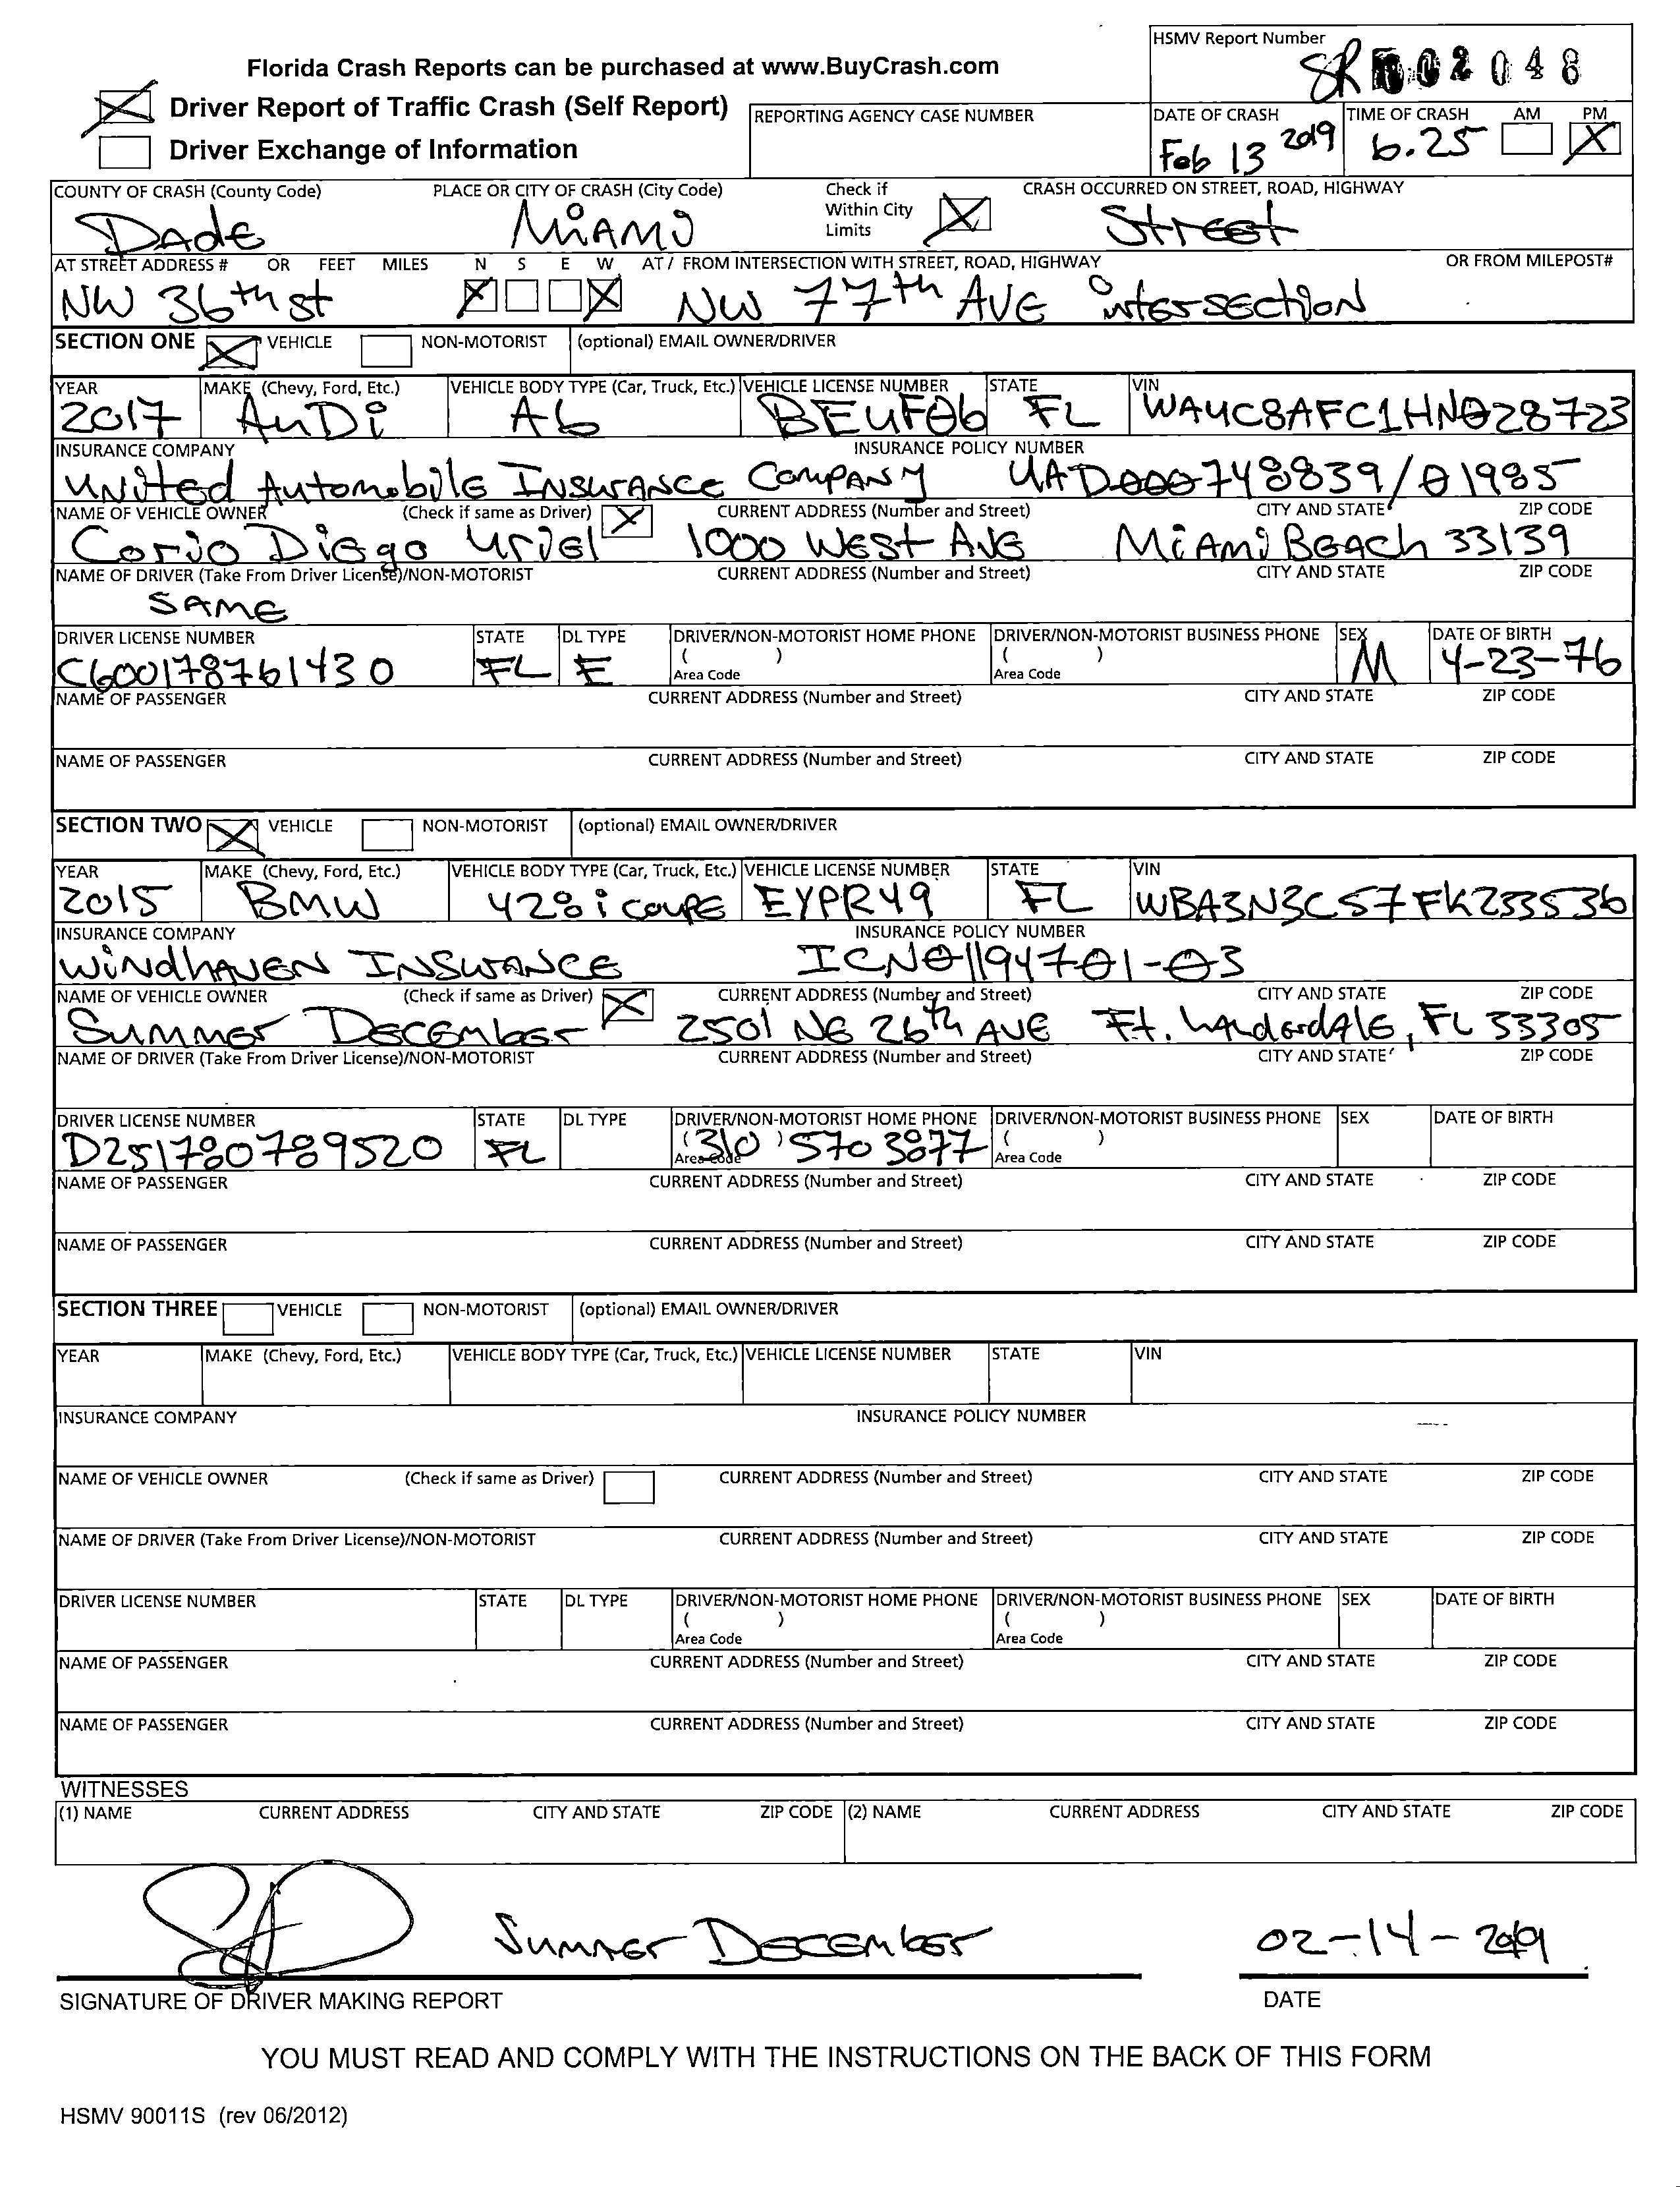 HSMV Report Number
Florida Crash Reports can be purchased at www.BuyCrash.com
02048
Driver Report of Traffic Crash (Self Report)
REPORTING AGENCY CASE NUMBER DATE OF CRASH TIME OF CRASH AM PM
Driver Exchange of Information Feb 13 2019 6.25 X
COUNTY OF CRASH (County Code) PLACE OR CITY OF CRASH (City Code) Check if Within City Limits CRASH OCCURRED ON STREET, ROAD, HIGHWAY
Dade Miami X Street
AT STREET ADDRESS # OR FEET MILES N S E W AT / FROM INTERSECTION WITH STREET, ROAD, HIGHWAY OR FROM MILEPOST#
NW 36th st X X NW 77th AVE intersection
SECTION ONE X VEHICLE NON-MOTORIST (optional) EMAIL OWNER/DRIVER
YEAR MAKE (Chevy, Ford, Etc.) VEHICLE BODY TYPE (Car, Truck, Etc.) VEHICLE LICENSE NUMBER STATE VIN
2017 AuDi A6 BEUF06 FL WAUC8AFC1HN028723
INSURANCE COMPANY INSURANCE POLICY NUMBER
United Automobile Insurance Company UAD000748839/01985
NAME OF VEHICLE OWNER (Check if same as Driver) X CURRENT ADDRESS (Number and Street) CITY AND STATE ZIP CODE
Corio Diego Uriel 1000 West Ave Miami Beach 33139
NAME OF DRIVER (Take From Driver License)/NON-MOTORIST CURRENT ADDRESS (Number and Street) CITY AND STATE ZIP CODE
SAME
DRIVER LICENSE NUMBER STATE DL TYPE DRIVER/NON-MOTORIST HOME PHONE DRIVER/NON-MOTORIST BUSINESS PHONE SEX DATE OF BIRTH
C600178761430 FL E ( ) Area Code ( ) Area Code M 4-23-76
NAME OF PASSENGER CURRENT ADDRESS (Number and Street) CITY AND STATE ZIP CODE
NAME OF PASSENGER CURRENT ADDRESS (Number and Street) CITY AND STATE ZIP CODE
SECTION TWO X VEHICLE NON-MOTORIST (optional) EMAIL OWNER/DRIVER
YEAR MAKE (Chevy, Ford, Etc.) VEHICLE BODY TYPE (Car, Truck, Etc.) VEHICLE LICENSE NUMBER STATE VIN
2015 BMW 428i coupe EYPR49 FL WBA3N3C57FK233536
INSURANCE COMPANY INSURANCE POLICY NUMBER
Windhaven Insurance ICN01194701-03
NAME OF VEHICLE OWNER (Check if same as Driver) X CURRENT ADDRESS (Number and Street) CITY AND STATE ZIP CODE
Summer December 2501 NE 26th AVE Ft. Lauderdale, FL 33305
NAME OF DRIVER (Take From Driver License)/NON-MOTORIST CURRENT ADDRESS (Number and Street) CITY AND STATE ZIP CODE
DRIVER LICENSE NUMBER STATE DL TYPE DRIVER/NON-MOTORIST HOME PHONE DRIVER/NON-MOTORIST BUSINESS PHONE SEX DATE OF BIRTH
D251780789520 FL (310) 570 3877 Area Code ( ) Area Code
NAME OF PASSENGER CURRENT ADDRESS (Number and Street) CITY AND STATE ZIP CODE
NAME OF PASSENGER CURRENT ADDRESS (Number and Street) CITY AND STATE ZIP CODE
SECTION THREE VEHICLE NON-MOTORIST (optional) EMAIL OWNER/DRIVER
YEAR MAKE (Chevy, Ford, Etc.) VEHICLE BODY TYPE (Car, Truck, Etc.) VEHICLE LICENSE NUMBER STATE VIN
INSURANCE COMPANY INSURANCE POLICY NUMBER
NAME OF VEHICLE OWNER (Check if same as Driver) CURRENT ADDRESS (Number and Street) CITY AND STATE ZIP CODE
NAME OF DRIVER (Take From Driver License)/NON-MOTORIST CURRENT ADDRESS (Number and Street) CITY AND STATE ZIP CODE
DRIVER LICENSE NUMBER STATE DL TYPE DRIVER/NON-MOTORIST HOME PHONE DRIVER/NON-MOTORIST BUSINESS PHONE SEX DATE OF BIRTH
( ) Area Code ( ) Area Code
NAME OF PASSENGER CURRENT ADDRESS (Number and Street) CITY AND STATE ZIP CODE
NAME OF PASSENGER CURRENT ADDRESS (Number and Street) CITY AND STATE ZIP CODE
WITNESSES
(1) NAME CURRENT ADDRESS CITY AND STATE ZIP CODE (2) NAME CURRENT ADDRESS CITY AND STATE ZIP CODE
Summer December 02-14-2019
SIGNATURE OF DRIVER MAKING REPORT DATE
YOU MUST READ AND COMPLY WITH THE INSTRUCTIONS ON THE BACK OF THIS FORM
HSMV 90011S (rev 06/2012)